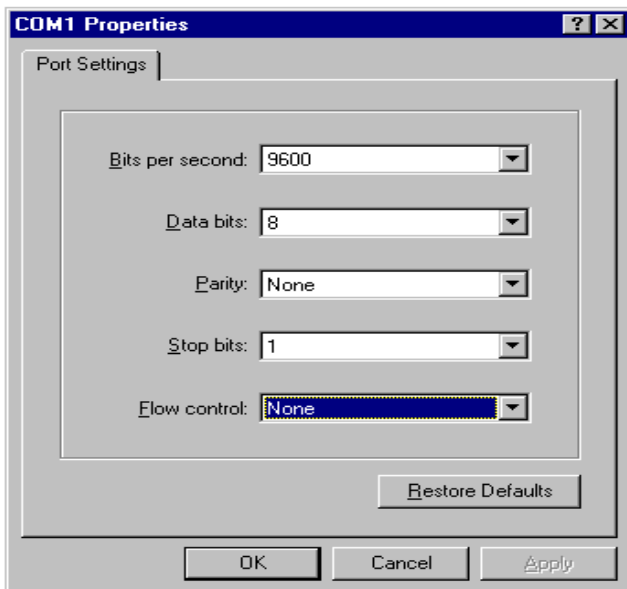 COM1 Properties
Port Settings
Bits per second: 9600
Data bits: 8
Parity: None
Stop bits: 1
Flow control: None
Restore Defaults
OK Cancel Apply